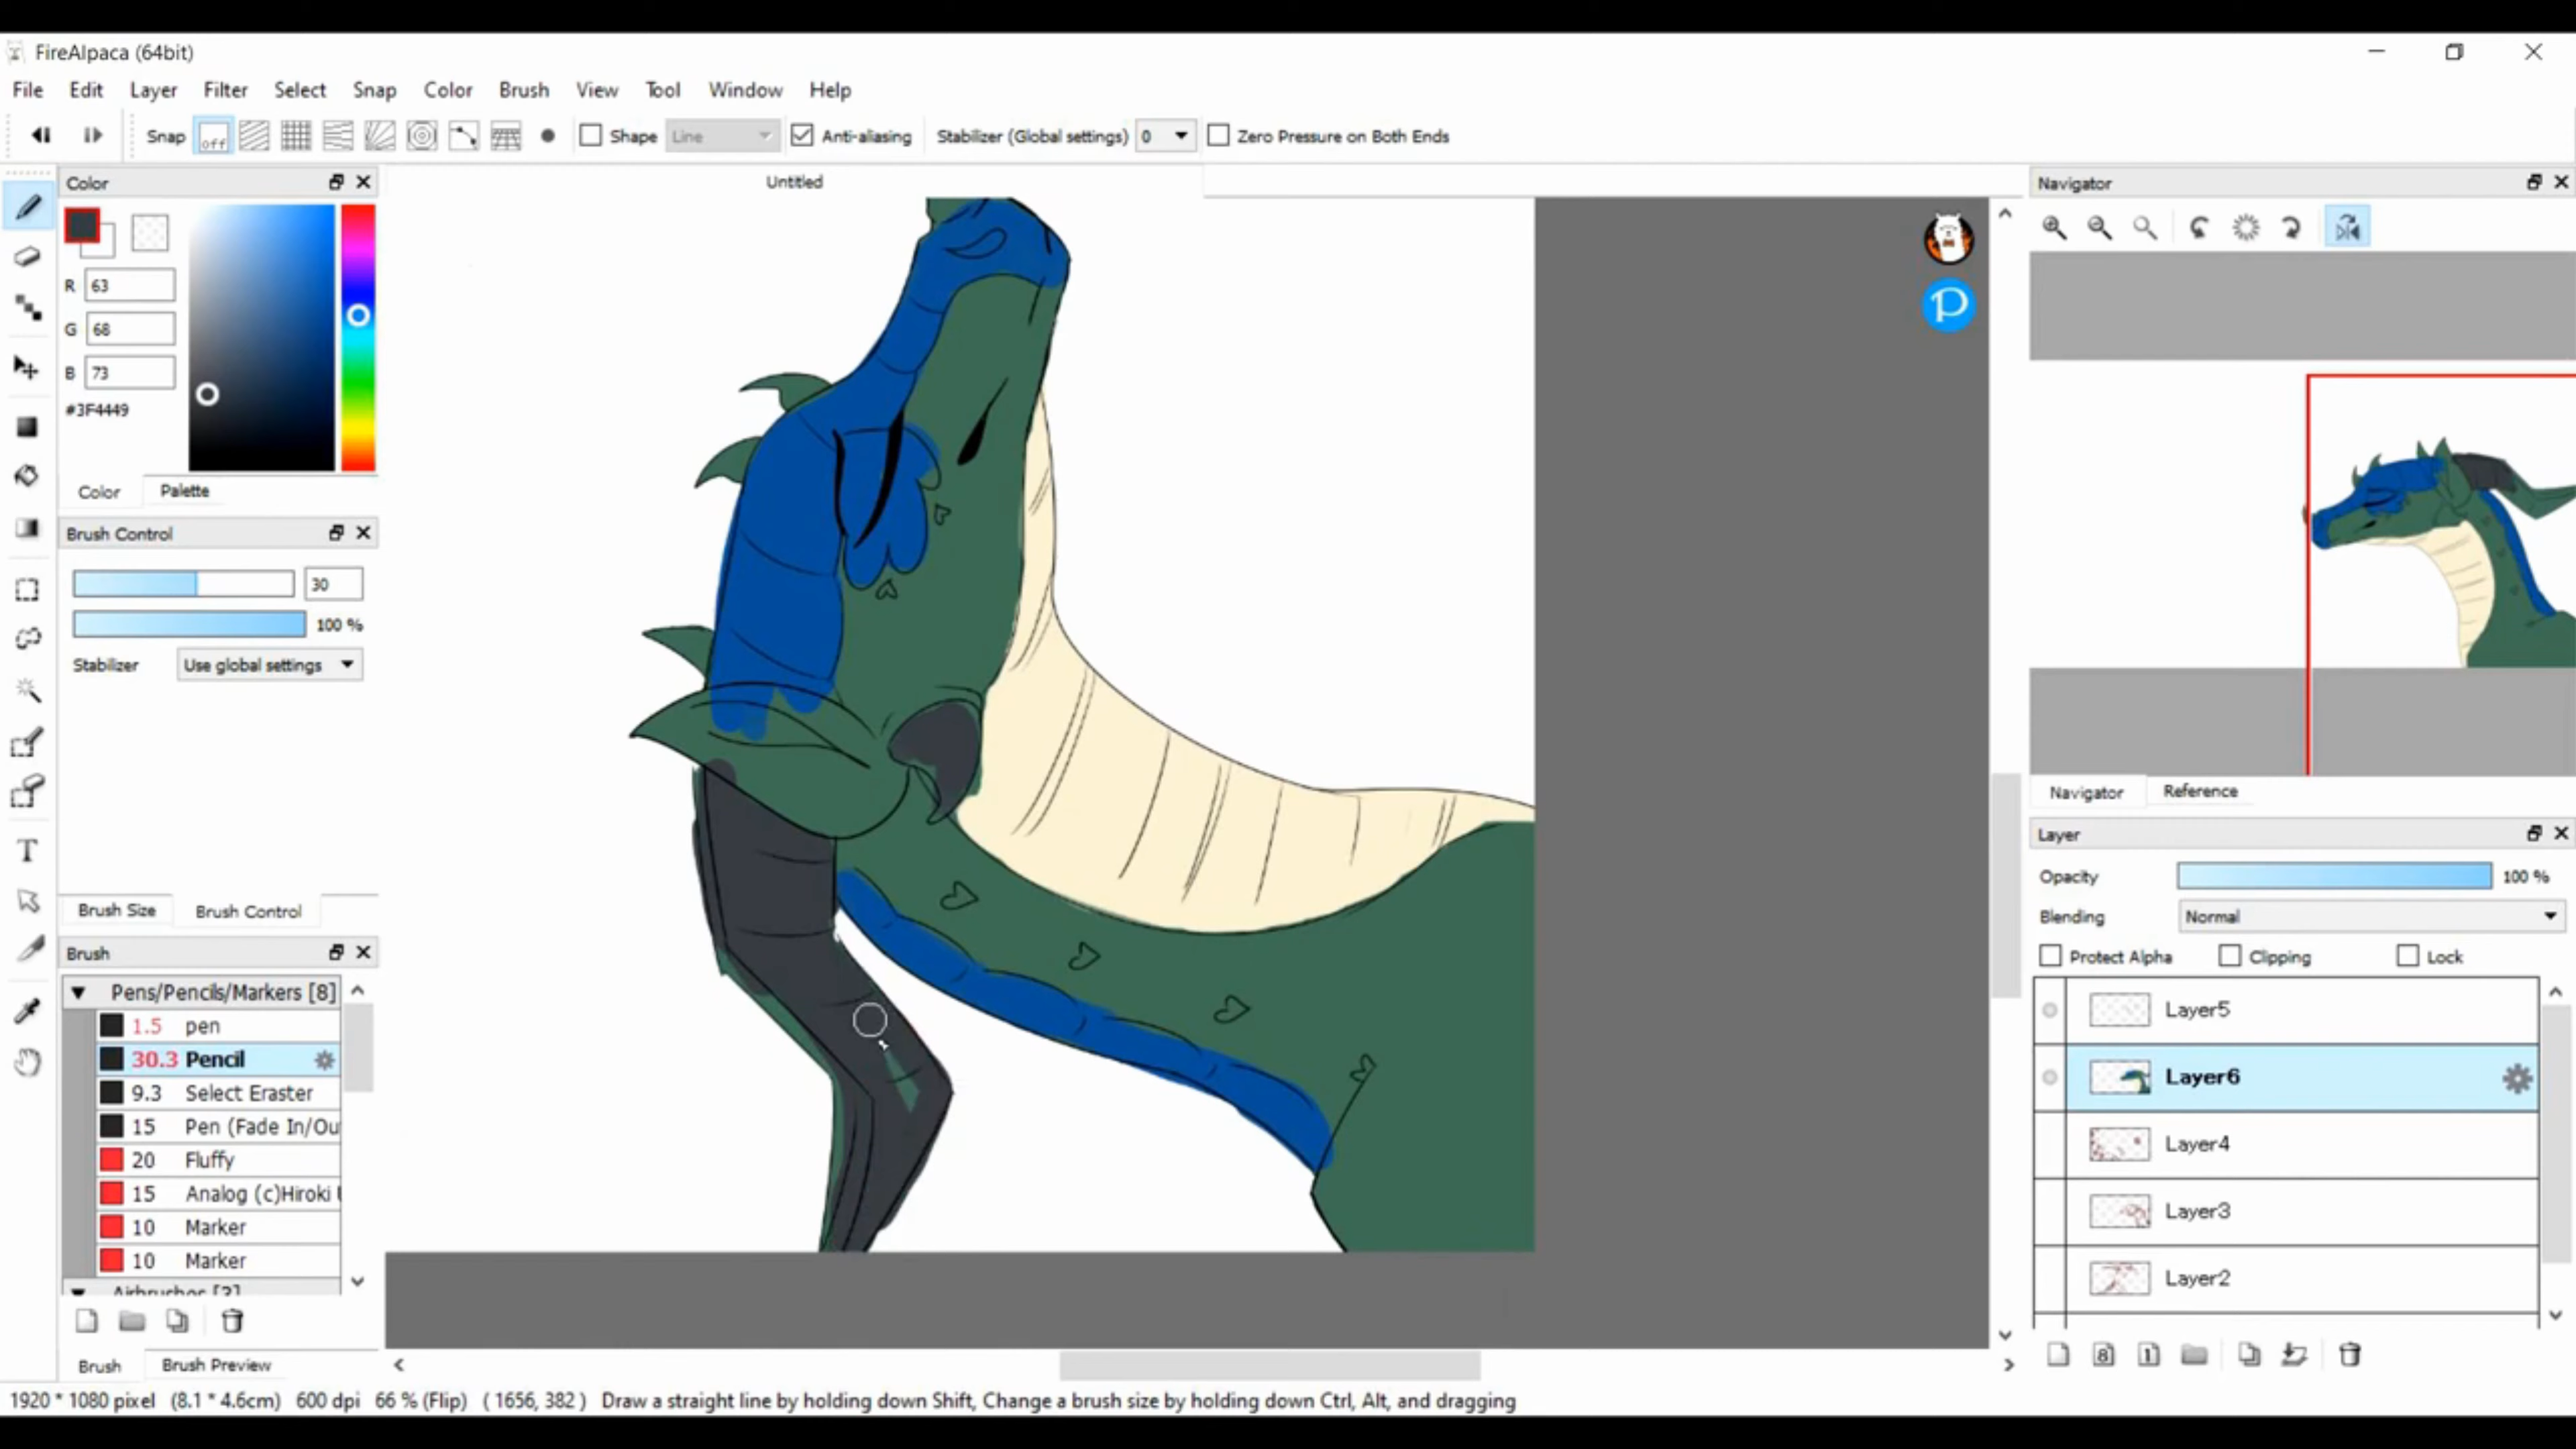 FireAlpaca (64bit)
File Edit Layer Filter Select Snap Color Brush View Tool Window Help
Snap off Shape Line Anti-aliasing Stabilizer (Global settings) 0 Zero Pressure on Both Ends
Color
Untitled
Navigator
R 63
G 68
B 73
#3F4449
Color Palette
Brush Control
30
100 %
Stabilizer Use global settings
Brush Size Brush Control
Brush
Pens/Pencils/Markers [8]
1.5 pen
30.3 Pencil
9.3 Select Eraster
15 Pen (Fade In/Ou
20 Fluffy
15 Analog (c)Hiroki
10 Marker
10 Marker
Airbrushes [3]
Brush Brush Preview
P
T
Navigator Reference
Layer
Opacity 100 %
Blending Normal
Protect Alpha Clipping Lock
Layer5
Layer6
Layer4
Layer3
Layer2
8 1
1920 * 1080 pixel (8.1 * 4.6cm) 600 dpi 66 % (Flip) ( 1656, 382 ) Draw a straight line by holding down Shift, Change a brush size by holding down Ctrl, Alt, and dragging